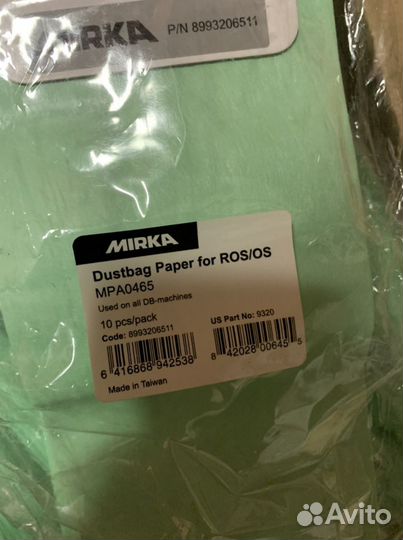 MIRKA P/N 8993206511
MIRKA
Dustbag Paper for ROS/OS
MPA0465
Used on all DB-machines
10 pcs/pack
Code: 8993206511 US Part No: 9320
6 416868 942538 8 42028 00645 5
Made in Taiwan
Avito